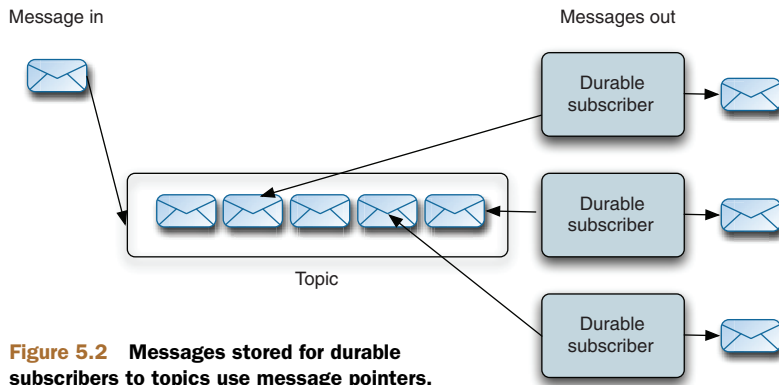 Message in
Messages out
Durable
subscriber
Durable
subscriber
Topic
Durable
subscriber
Figure 5.2 Messages stored for durable
subscribers to topics use message pointers.